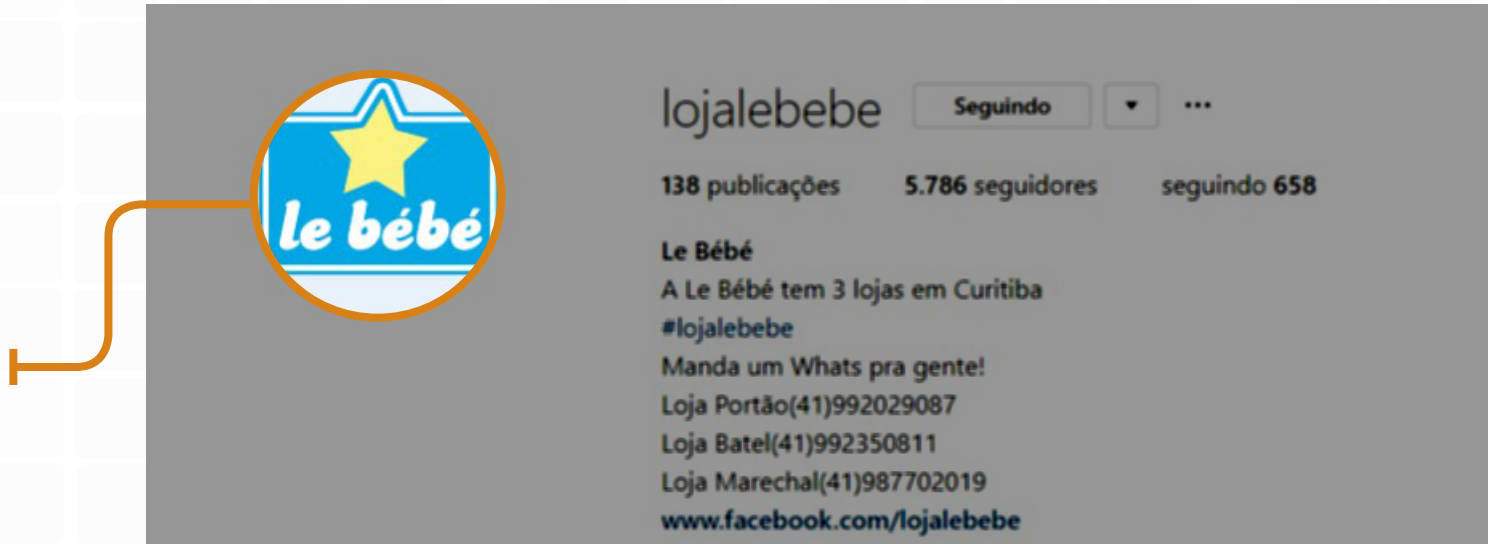 le bébé
lojalebebe Seguindo ▼ ...
138 publicações 5.786 seguidores seguindo 658
Le Bébé
A Le Bébé tem 3 lojas em Curitiba
#lojalebebe
Manda um Whats pra gente!
Loja Portão(41)992029087
Loja Batel(41)992350811
Loja Marechal(41)987702019
www.facebook.com/lojalebebe